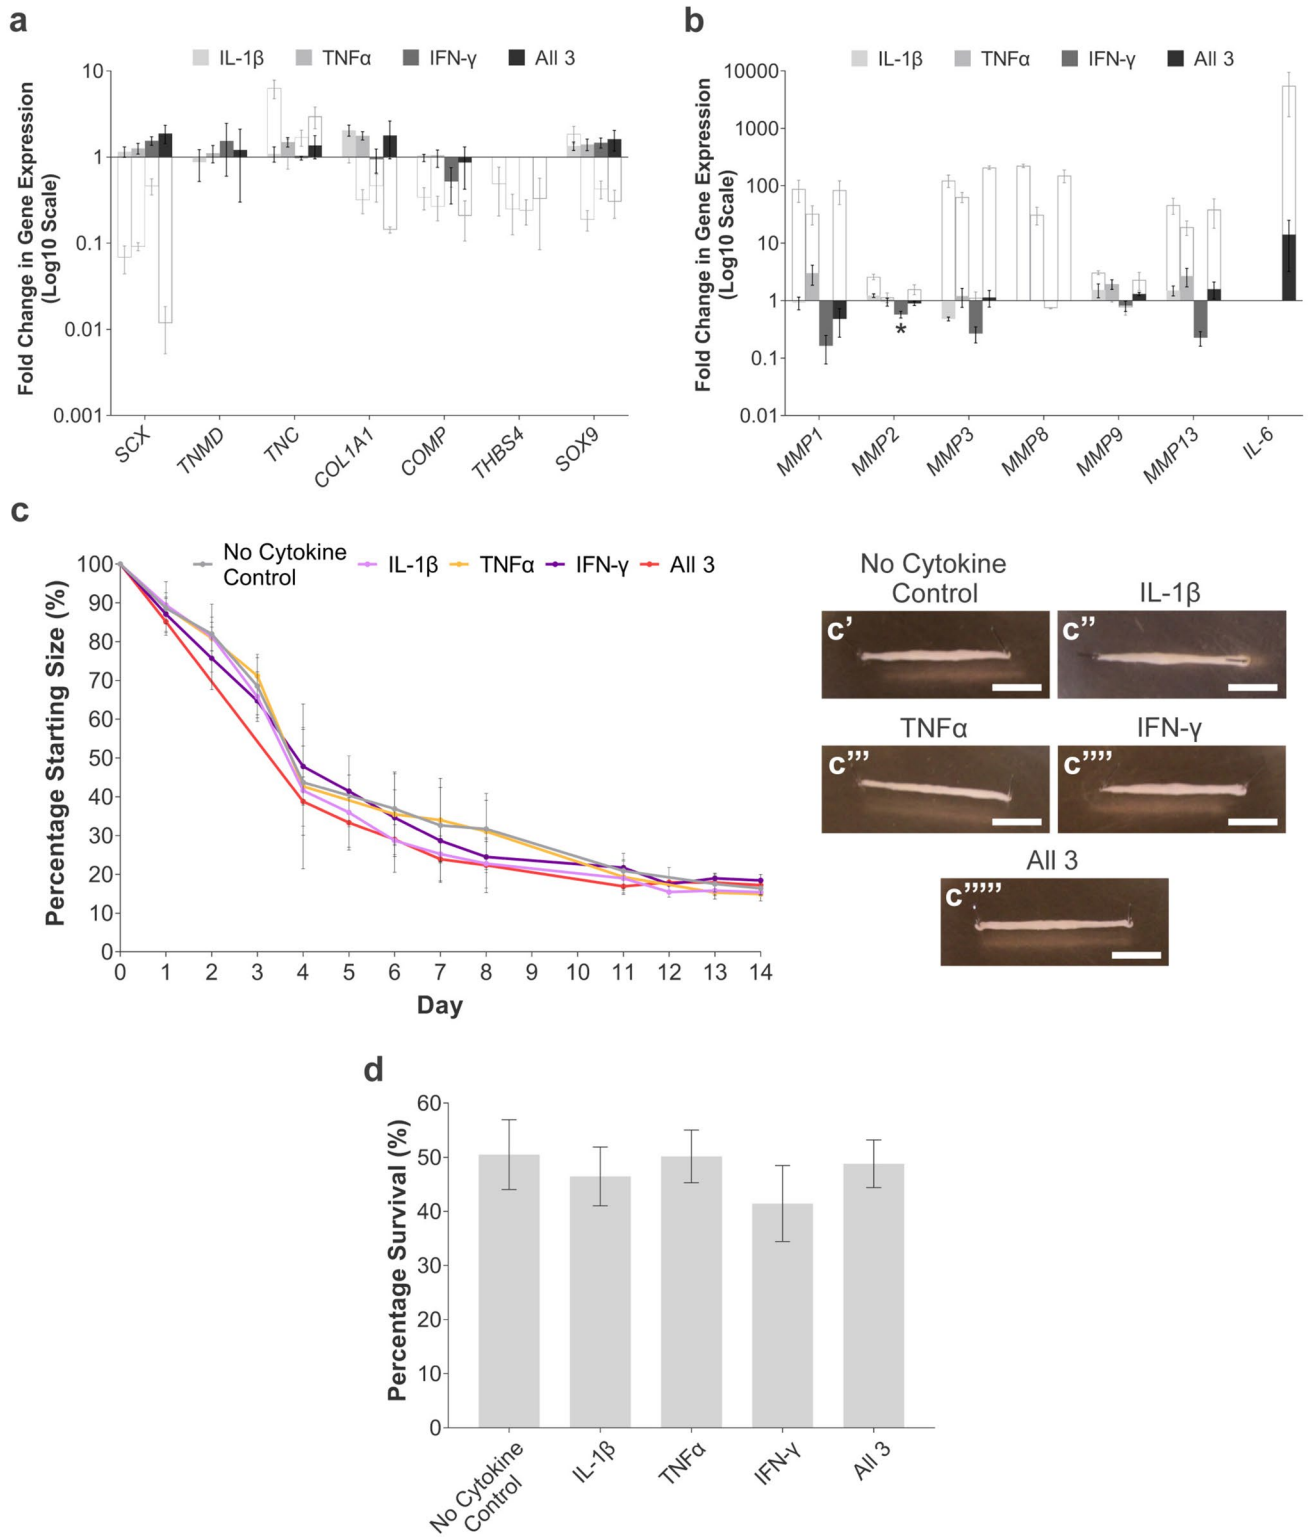 a
IL-1β TNFα IFN-γ All 3
Fold Change in Gene Expression
(Log10 Scale)
10
1
0.1
0.01
0.001
SCX TNMD TNC COL1A1 COMP THBS4 SOX9
b
IL-1β TNFα IFN-γ All 3
Fold Change in Gene Expression
(Log10 Scale)
10000
1000
100
10
1
0.1
0.01
*
MMP1 MMP2 MMP3 MMP8 MMP9 MMP13 IL-6
c
No Cytokine
Control
IL-1β TNFα IFN-γ All 3
Percentage Starting Size (%)
100
90
80
70
60
50
40
30
20
10
0
0 1 2 3 4 5 6 7 8 9 10 11 12 13 14
Day
No Cytokine
Control
c’
IL-1β
c’’
TNFα
c’’’
IFN-γ
c’’’’
All 3
c’’’’’
d
Percentage Survival (%)
60
50
40
30
20
10
0
No Cytokine
Control
IL-1β
TNFα
IFN-γ
All 3